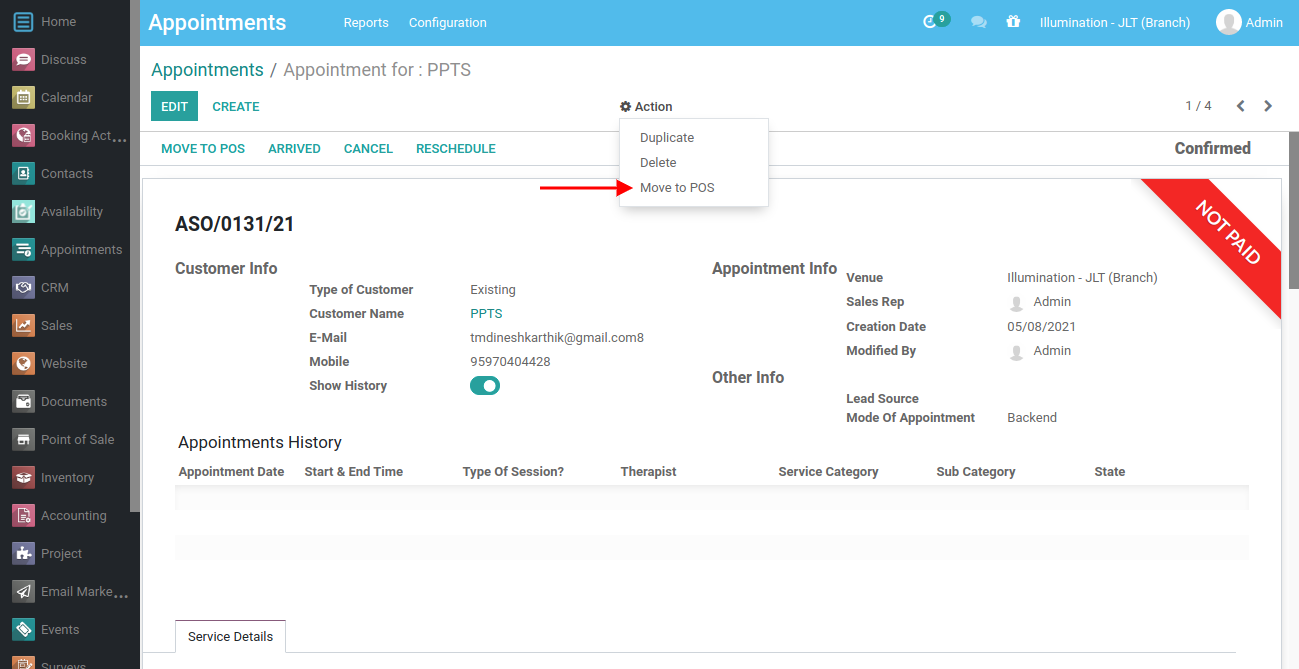 Home
Discuss
Calendar
Booking Act...
Contacts
Availability
Appointments
CRM
Sales
Website
Documents
Point of Sale
Inventory
Accounting
Project
Email Marke...
Events
Surveys
Appointments Reports Configuration 9 Illumination - JLT (Branch) Admin
Appointments / Appointment for : PPTS
EDIT CREATE Action 1 / 4
Duplicate
Delete
Move to POS
MOVE TO POS ARRIVED CANCEL RESCHEDULE Confirmed
NOT PAID
ASO/0131/21
Customer Info
Type of Customer Existing
Customer Name PPTS
E-Mail tmdineshkarthik@gmail.com8
Mobile 95970404428
Show History
Appointment Info
Venue Illumination - JLT (Branch)
Sales Rep Admin
Creation Date 05/08/2021
Modified By Admin
Other Info
Lead Source
Mode Of Appointment Backend
Appointments History
Appointment Date Start & End Time Type Of Session? Therapist Service Category Sub Category State
Service Details